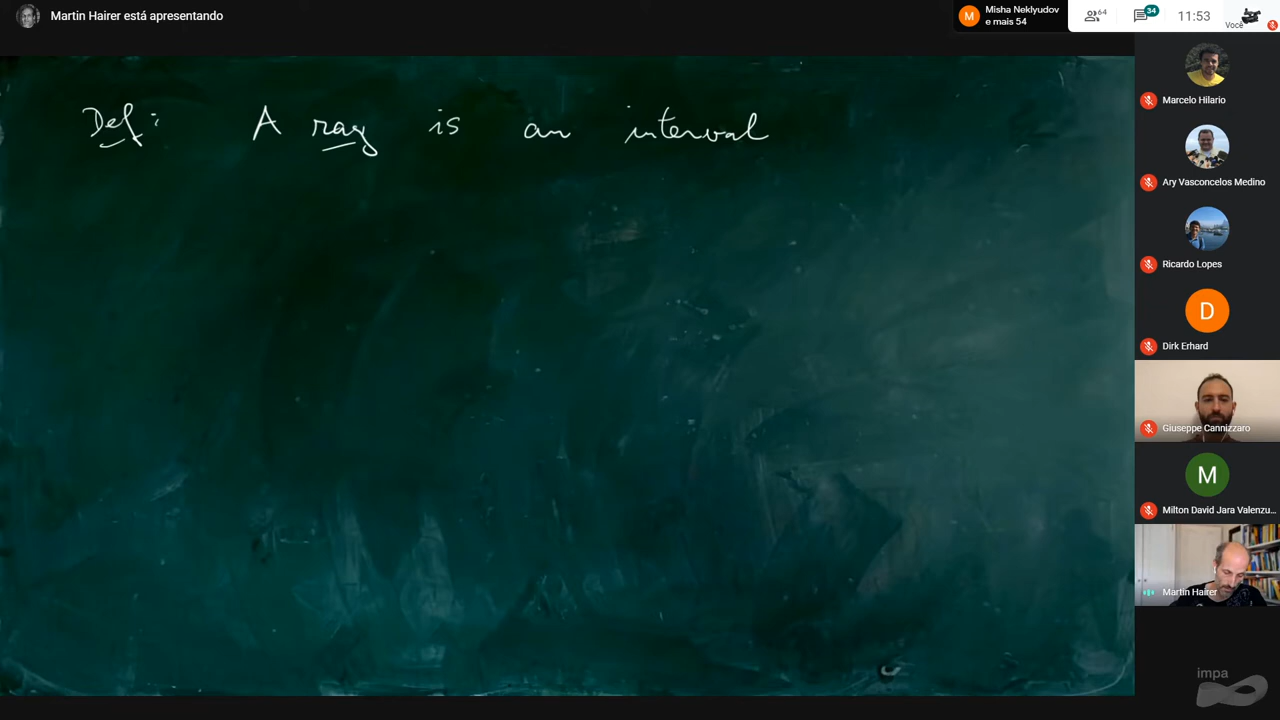 Martin Hairer está apresentando
Misha Neklyudov
e mais 54
64
34
11:53
Você
Def: A ray is an interval
Marcelo Hilario
Ary Vasconcelos Medino
Ricardo Lopes
D
Dirk Erhard
Giuseppe Cannizzaro
M
Milton David Jara Valenzu...
Martin Hairer
M
impa